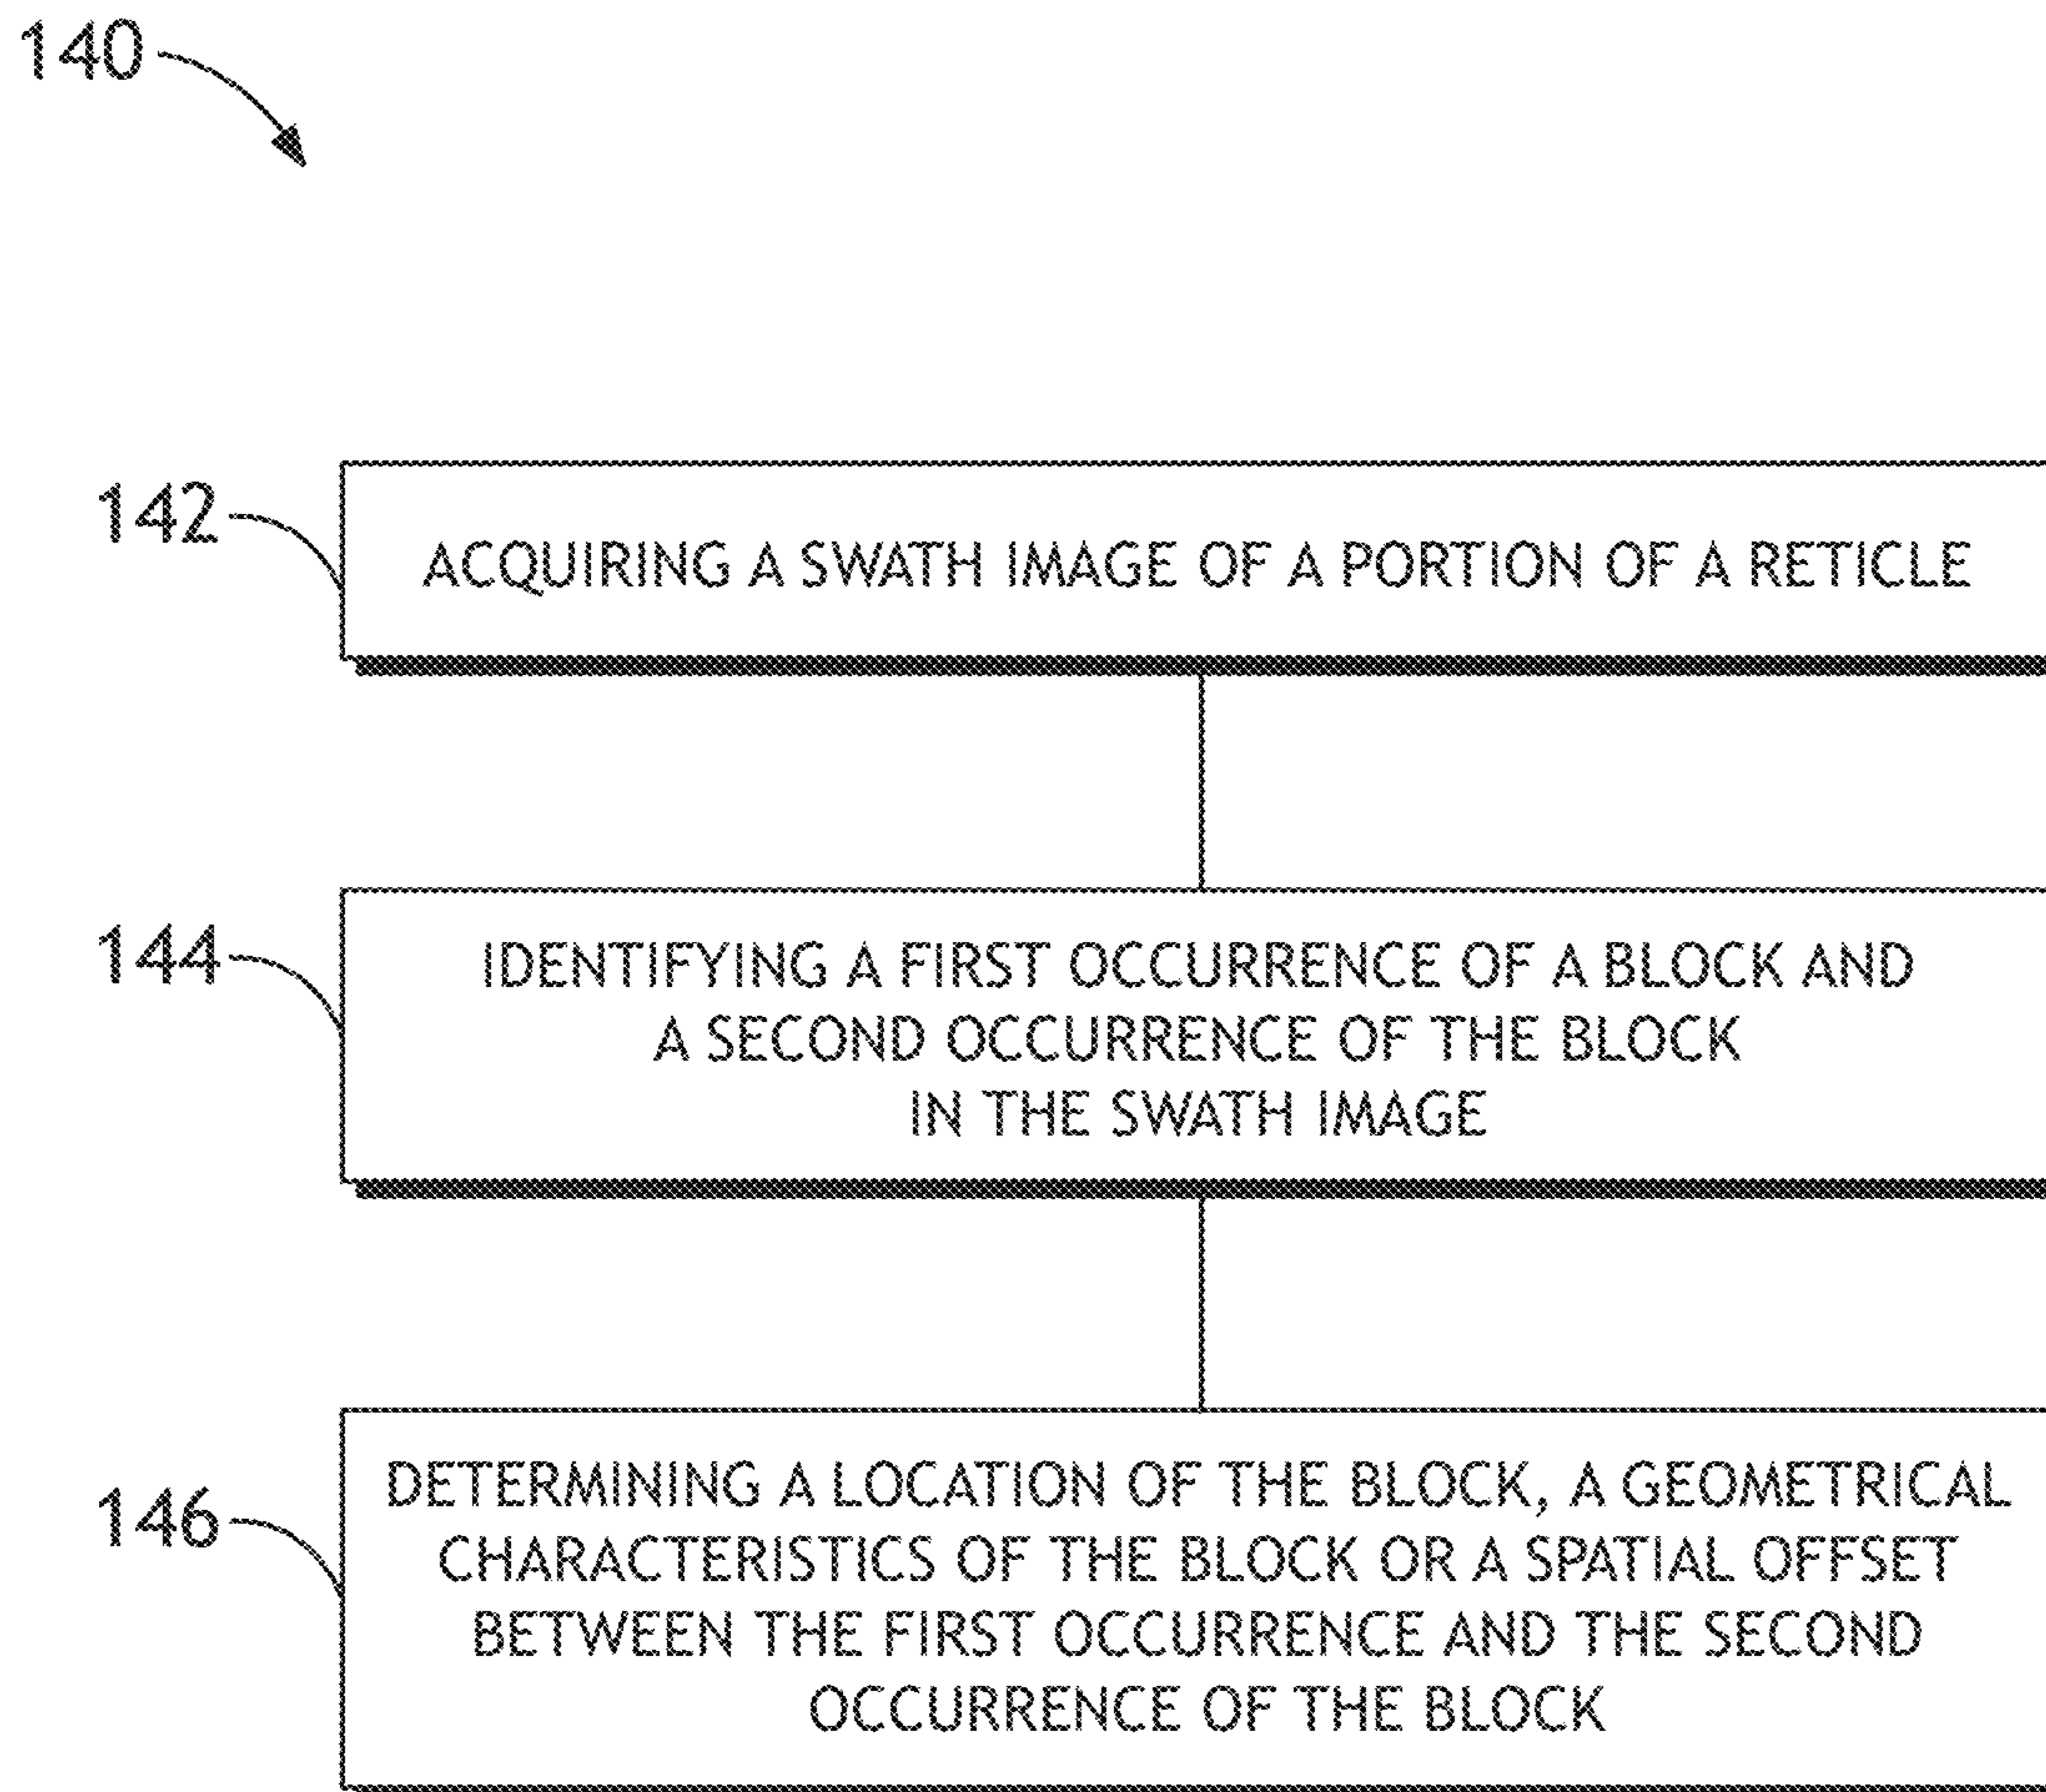 140
142
ACQUIRING A SWATH IMAGE OF A PORTION OF A RETICLE
144
IDENTIFYING A FIRST OCCURRENCE OF A BLOCK AND
A SECOND OCCURRENCE OF THE BLOCK
IN THE SWATH IMAGE
146
DETERMINING A LOCATION OF THE BLOCK, A GEOMETRICAL
CHARACTERISTICS OF THE BLOCK OR A SPATIAL OFFSET
BETWEEN THE FIRST OCCURRENCE AND THE SECOND
OCCURRENCE OF THE BLOCK